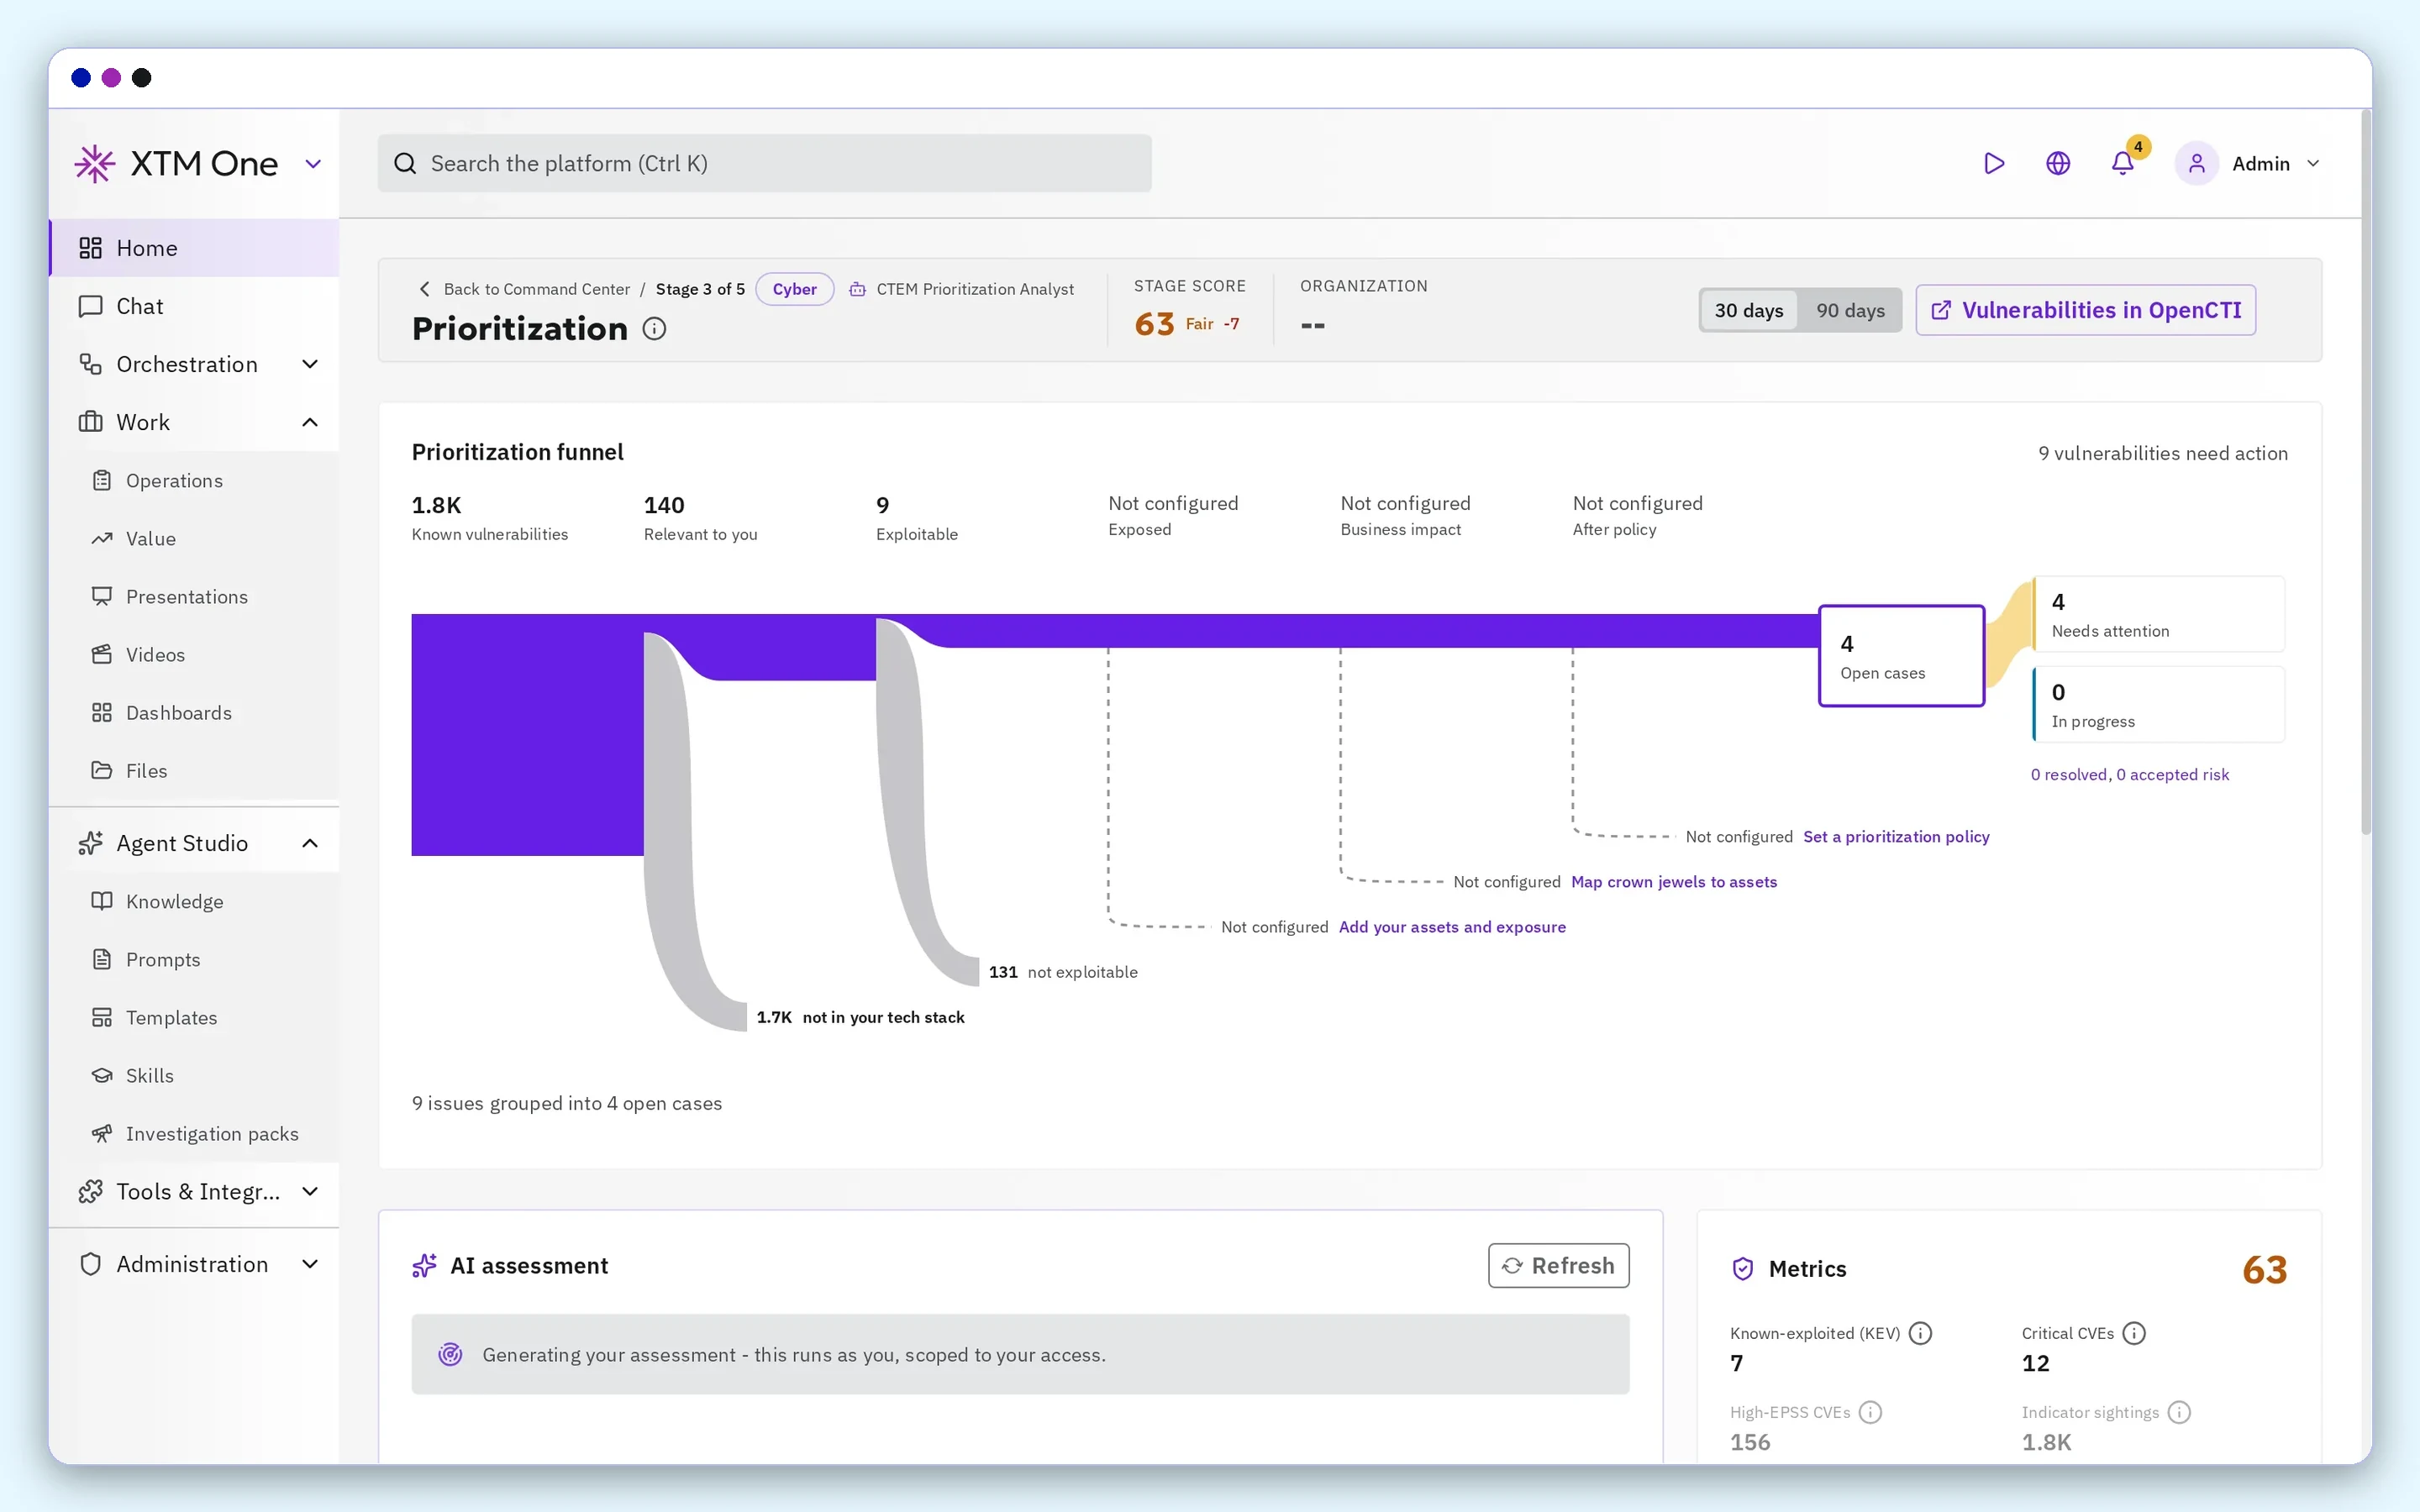 XTM One
Search the platform (Ctrl K)
4
Admin
Home
Chat
Orchestration
Work
Operations
Value
Presentations
Videos
Dashboards
Files
Agent Studio
Knowledge
Prompts
Templates
Skills
Investigation packs
Tools & Integr...
Administration
Back to Command Center / Stage 3 of 5 Cyber CTEM Prioritization Analyst
Prioritization
STAGE SCORE
63 Fair -7
ORGANIZATION
--
30 days 90 days
Vulnerabilities in OpenCTI
Prioritization funnel
9 vulnerabilities need action
1.8K
Known vulnerabilities
140
Relevant to you
9
Exploitable
Not configured
Exposed
Not configured
Business impact
Not configured
After policy
4
Open cases
4
Needs attention
0
In progress
0 resolved, 0 accepted risk
Not configured Set a prioritization policy
Not configured Map crown jewels to assets
Not configured Add your assets and exposure
131 not exploitable
1.7K not in your tech stack
9 issues grouped into 4 open cases
AI assessment
Refresh
Generating your assessment - this runs as you, scoped to your access.
Metrics
63
Known-exploited (KEV)
7
Critical CVEs
12
High-EPSS CVEs
156
Indicator sightings
1.8K